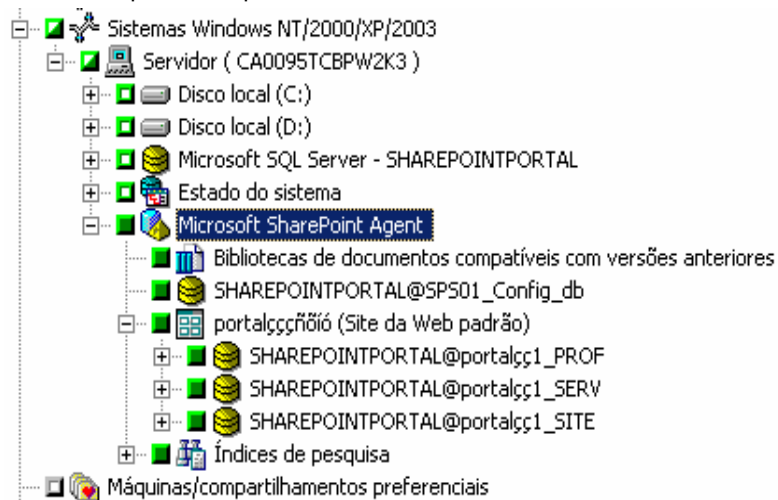 Sistemas Windows NT/2000/XP/2003
Servidor ( CA0095TCBPW2K3 )
Disco local (C:)
Disco local (D:)
Microsoft SQL Server - SHAREPOINTPORTAL
Estado do sistema
Microsoft SharePoint Agent
Bibliotecas de documentos compatíveis com versões anteriores
SHAREPOINTPORTAL@SPS01_Config_db
portalçççñõíó (Site da Web padrão)
SHAREPOINTPORTAL@portalçç1_PROF
SHAREPOINTPORTAL@portalçç1_SERV
SHAREPOINTPORTAL@portalçç1_SITE
Índices de pesquisa
Máquinas/compartilhamentos preferenciais